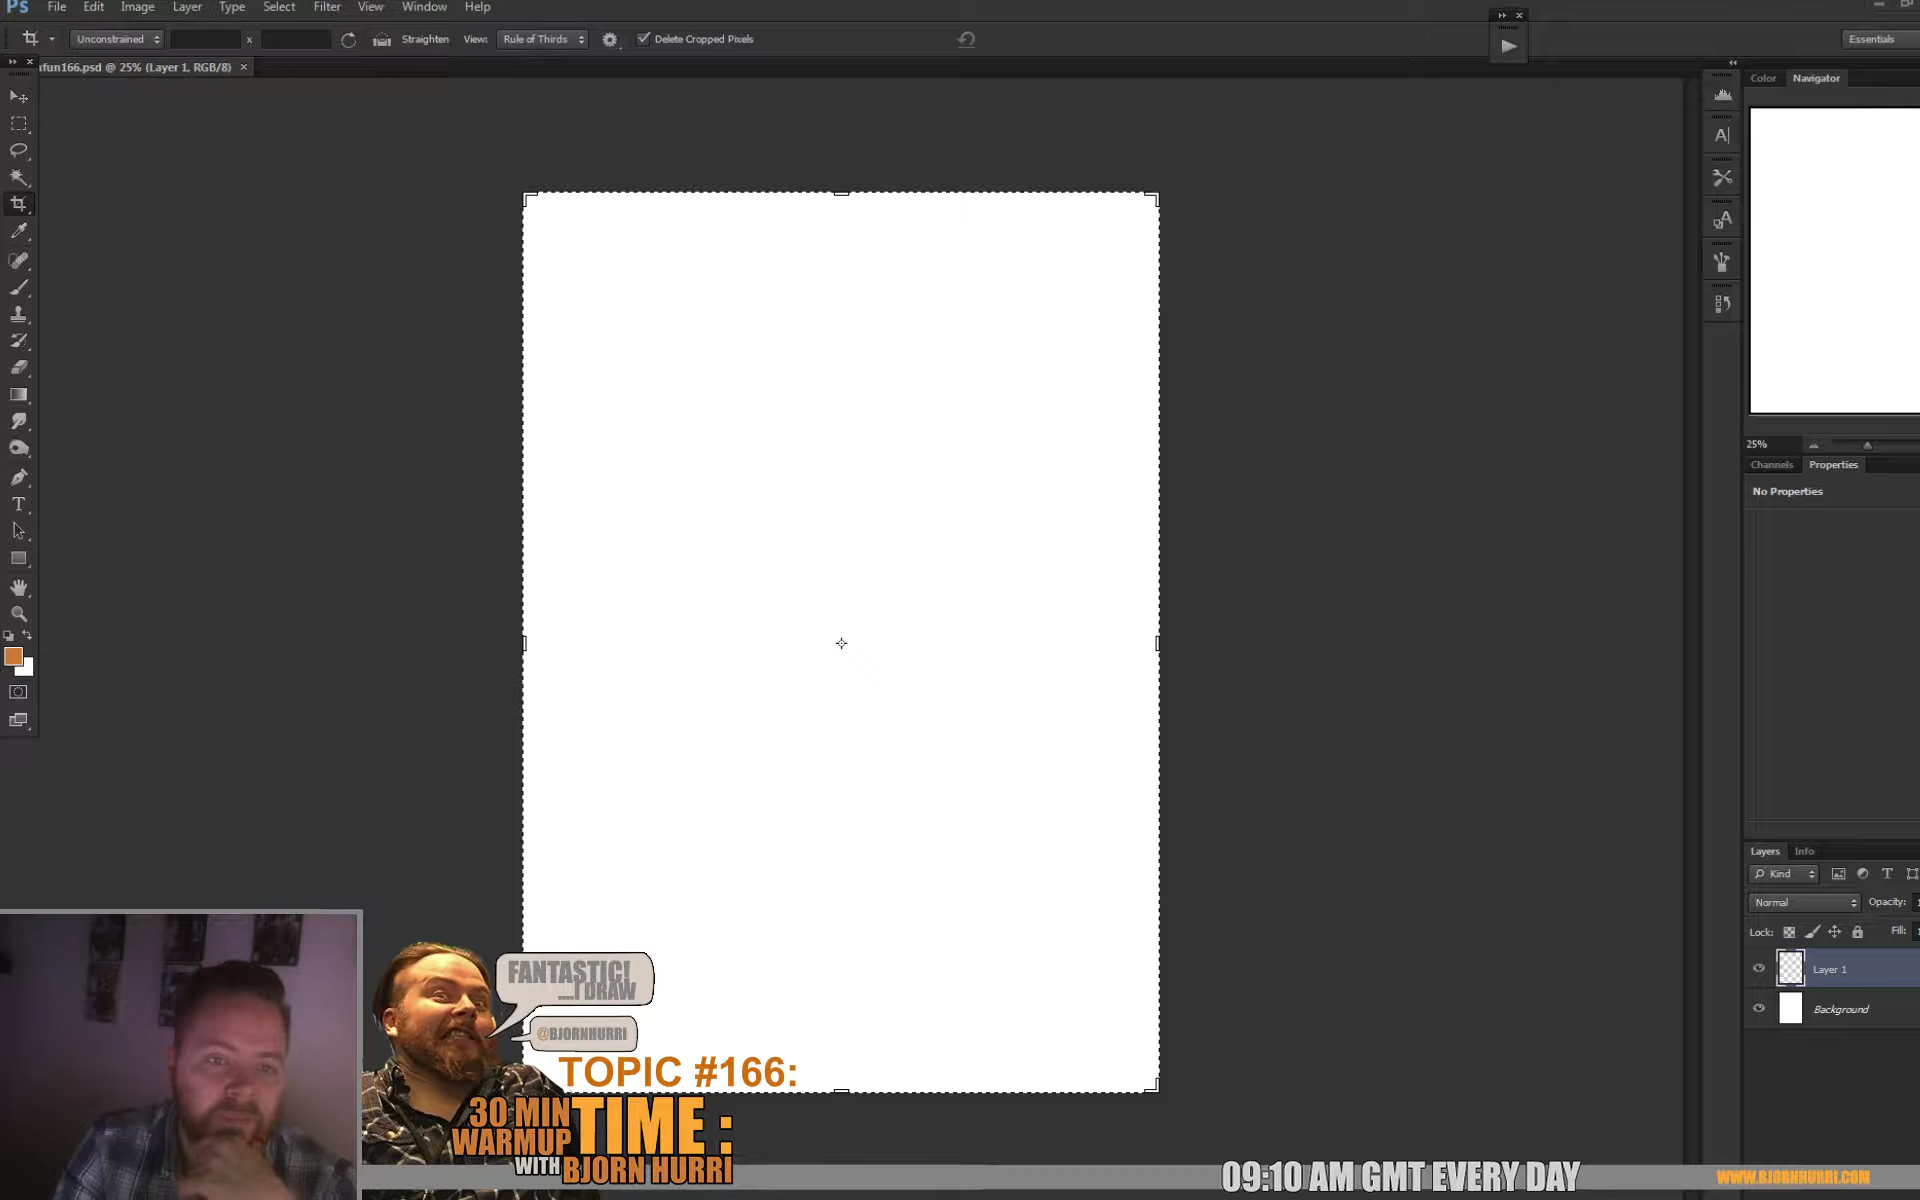 Ps File Edit Image Layer Type Select Filter View Window Help
Unconstrained x Straighten View: Rule of Thirds Delete Cropped Pixels Essentials
fun166.psd @ 25% (Layer 1, RGB/8) ×
Color Navigator
25%
Channels Properties
No Properties
Layers Info
Kind
Normal Opacity:
Lock: Fill:
Layer 1
Background
FANTASTIC!
....I DRAW
@BJORNHURRI
TOPIC #166:
30 MIN
WARMUP
WITH
TIME :
BJORN HURRI
09:10 AM GMT EVERY DAY
WWW.BJORNHURRI.COM